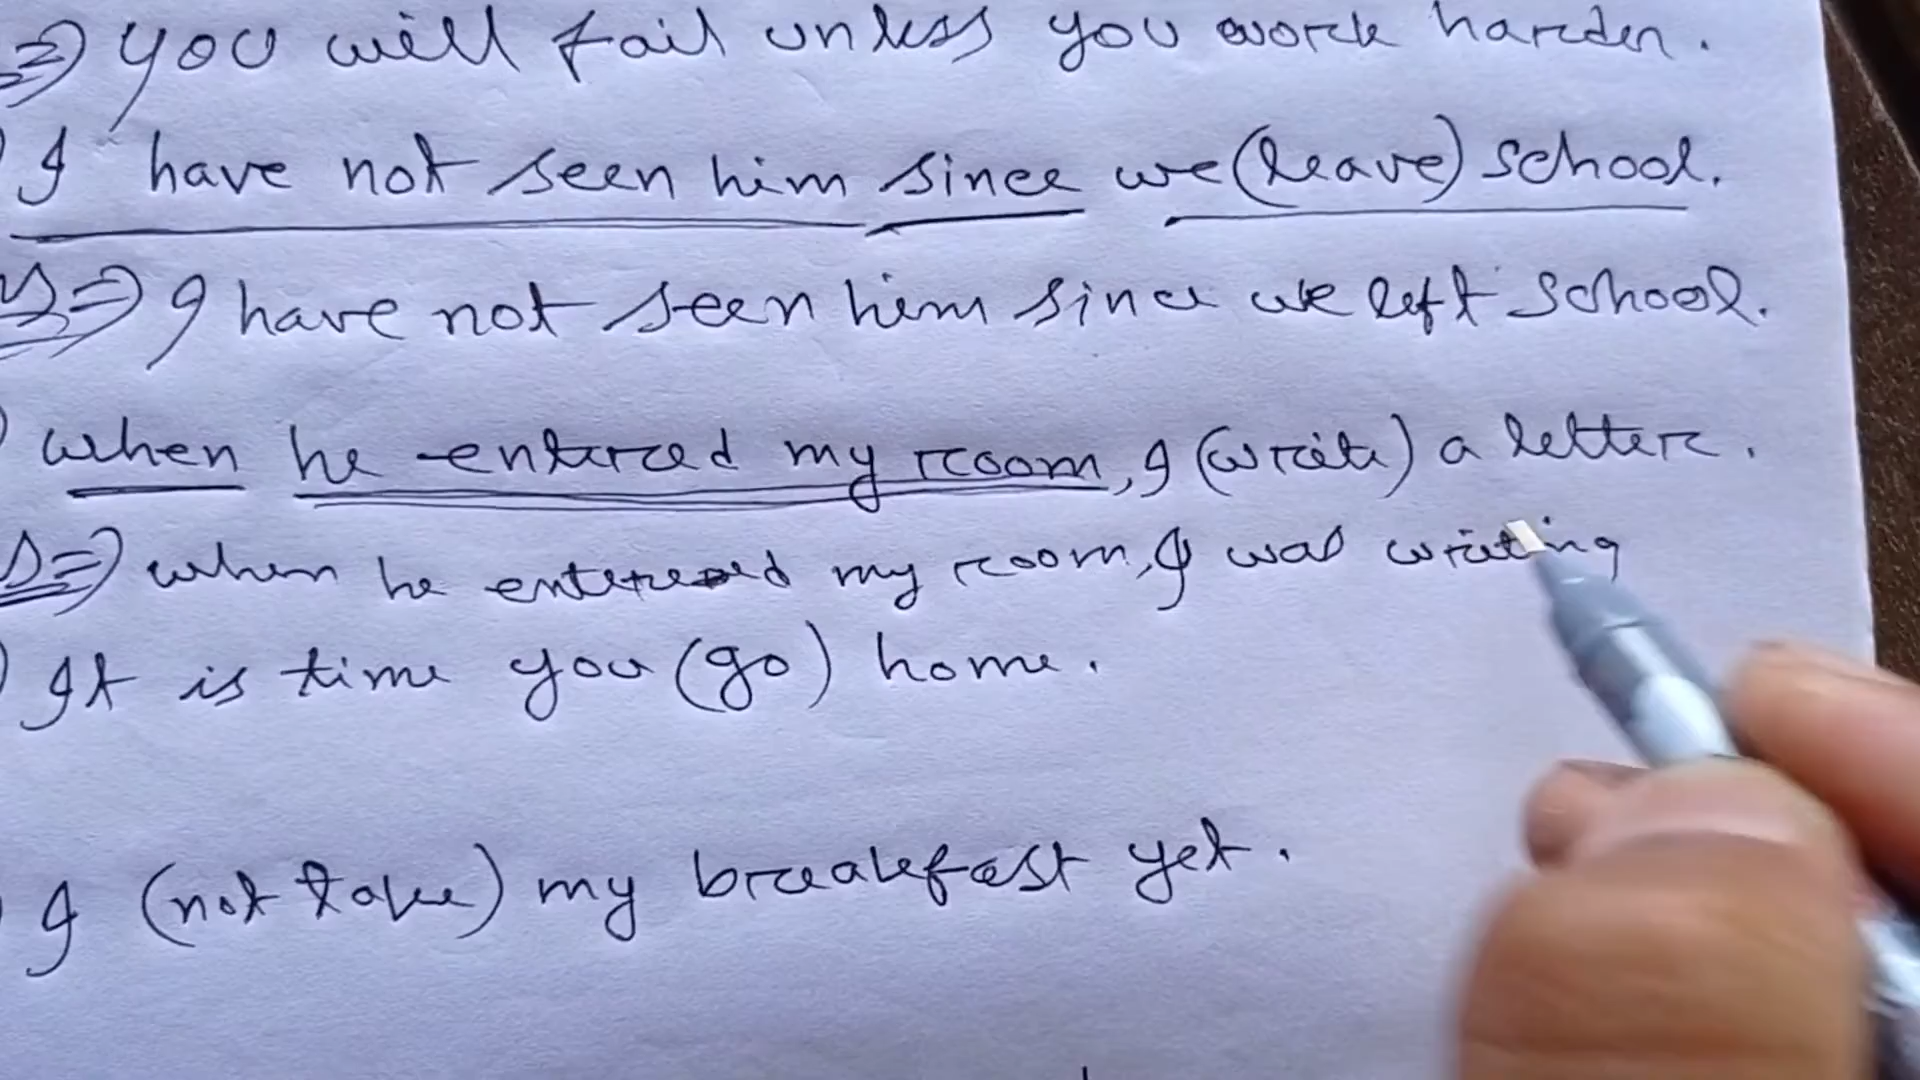 ⇒ you will fail unless you work harder.
) I have not seen him since we (leave) school.
s ⇒ I have not seen him since we left school.
) when he entered my room, I (write) a letter.
s ⇒ when he entered my room, I was writing
) It is time you (go) home.
I (not take) my breakfast yet.